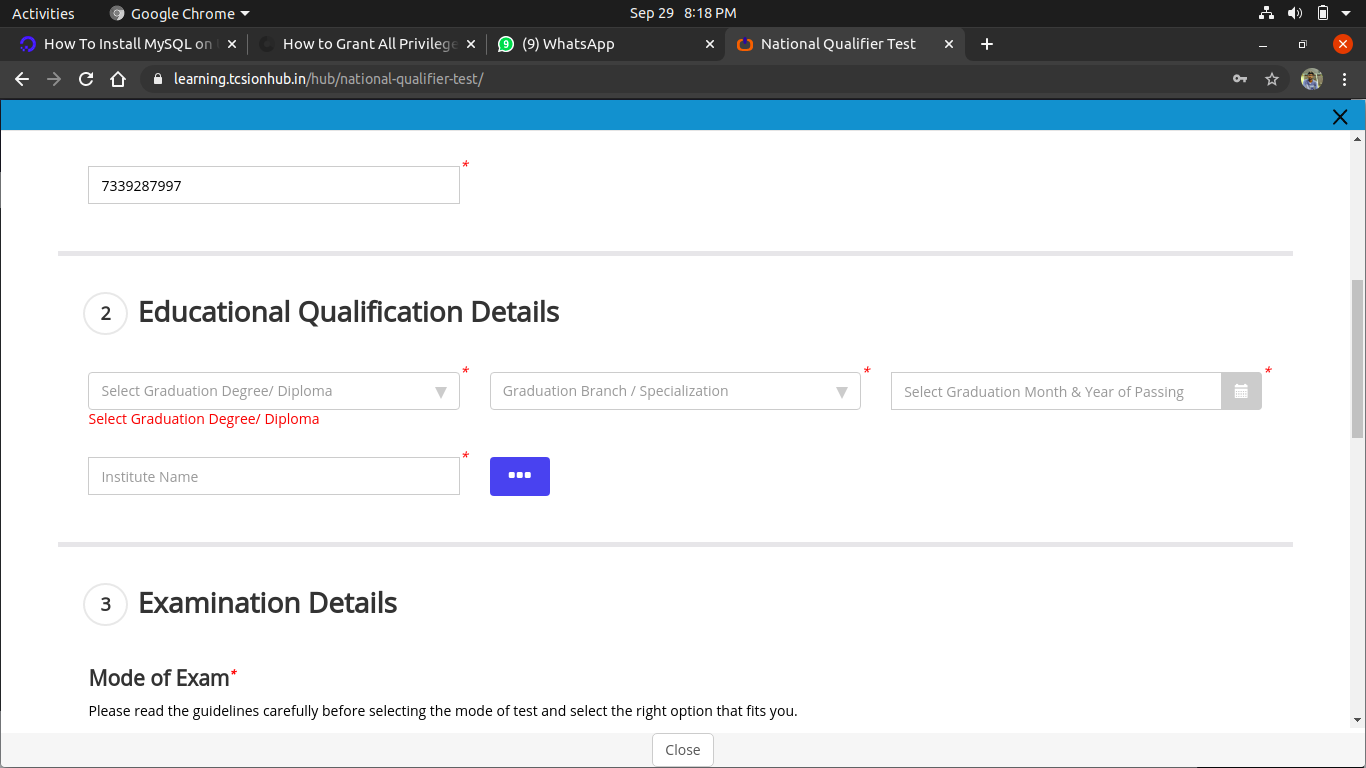 Activities Google Chrome Sep 29 8:18 PM
How To Install MySQL on How to Grant All Privilege (9) WhatsApp National Qualifier Test
learning.tcsionhub.in/hub/national-qualifier-test/
*
7339287997
2 Educational Qualification Details
* * *
Select Graduation Degree/ Diploma Graduation Branch / Specialization Select Graduation Month & Year of Passing
Select Graduation Degree/ Diploma
*
Institute Name
3 Examination Details
Mode of Exam*
Please read the guidelines carefully before selecting the mode of test and select the right option that fits you.
Close